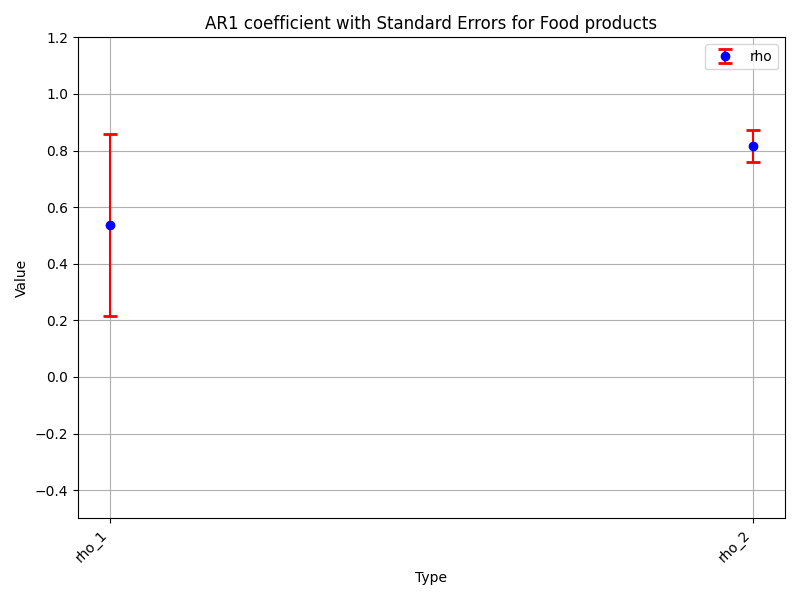 AR1 coefficient with Standard Errors for Food products
rho
1.2
1.0
0.8
0.6
0.4
0.2
0.0
−0.2
−0.4
Value
rho_1
rho_2
Type